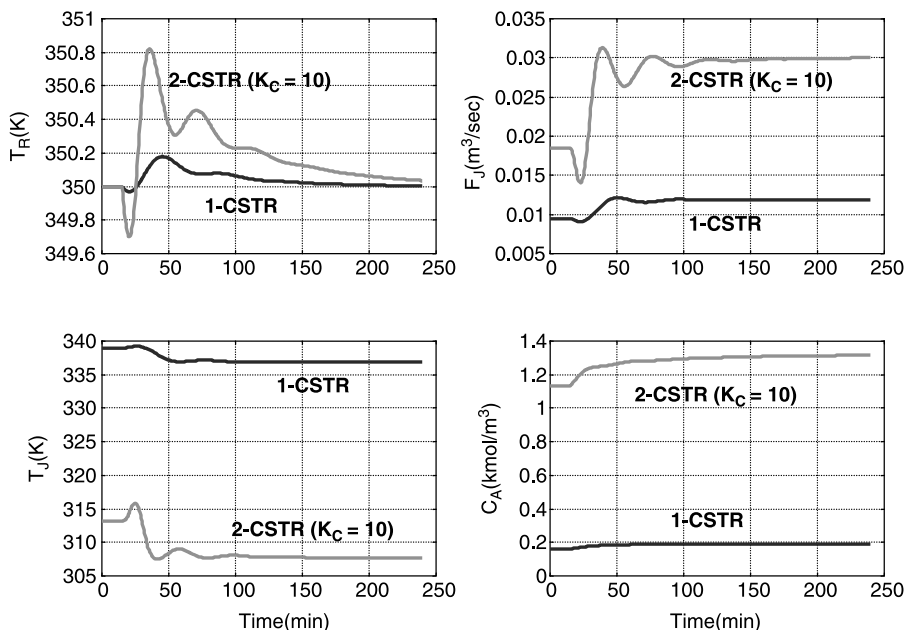 351
350.8
350.6
350.4
350.2
350
349.8
349.6
T_R(K)
2-CSTR (K_C = 10)
1-CSTR
0 50 100 150 200 250
0.035
0.03
0.025
0.02
0.015
0.01
0.005
F_J(m³/sec)
2-CSTR (K_C = 10)
1-CSTR
0 50 100 150 200 250
340
335
330
325
320
315
310
305
T_J(K)
1-CSTR
2-CSTR (K_C = 10)
0 50 100 150 200 250
Time(min)
1.4
1.2
1
0.8
0.6
0.4
0.2
0
C_A(kmol/m³)
2-CSTR (K_C = 10)
1-CSTR
0 50 100 150 200 250
Time(min)